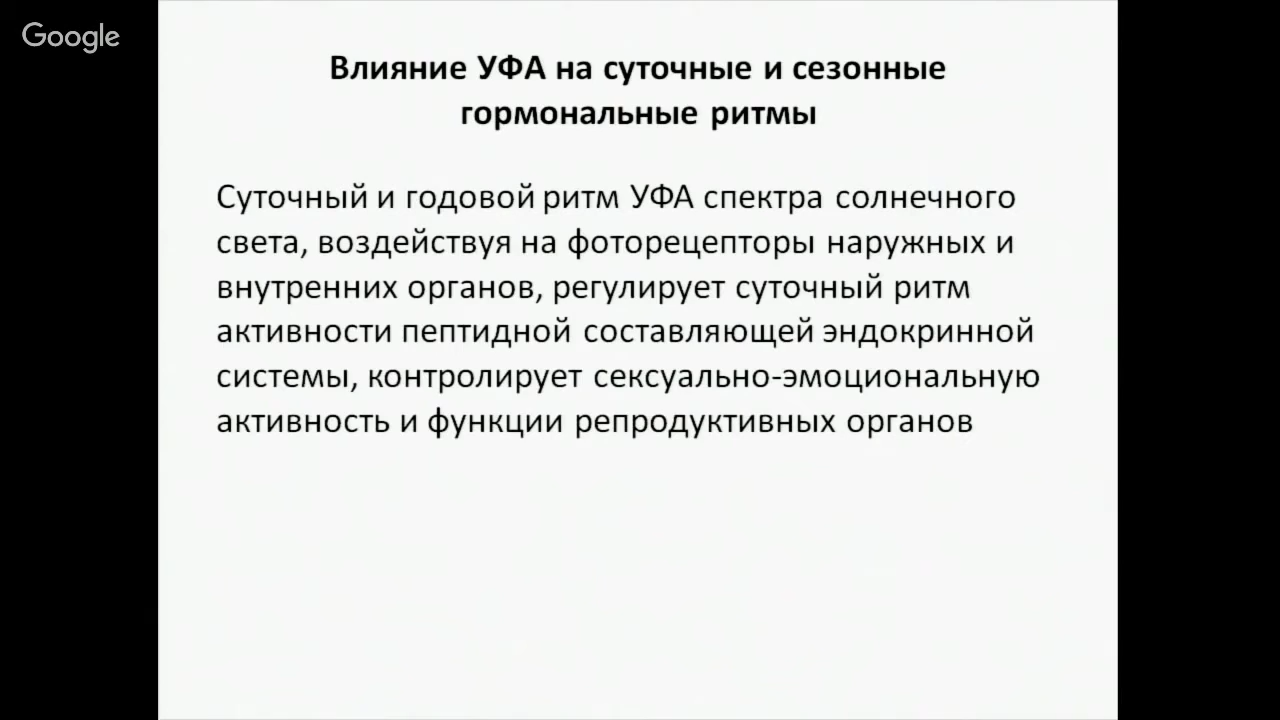 Google
Влияние УФА на суточные и сезонные
гормональные ритмы
Суточный и годовой ритм УФА спектра солнечного
света, воздействуя на фоторецепторы наружных и
внутренних органов, регулирует суточный ритм
активности пептидной составляющей эндокринной
системы, контролирует сексуально-эмоциональную
активность и функции репродуктивных органов